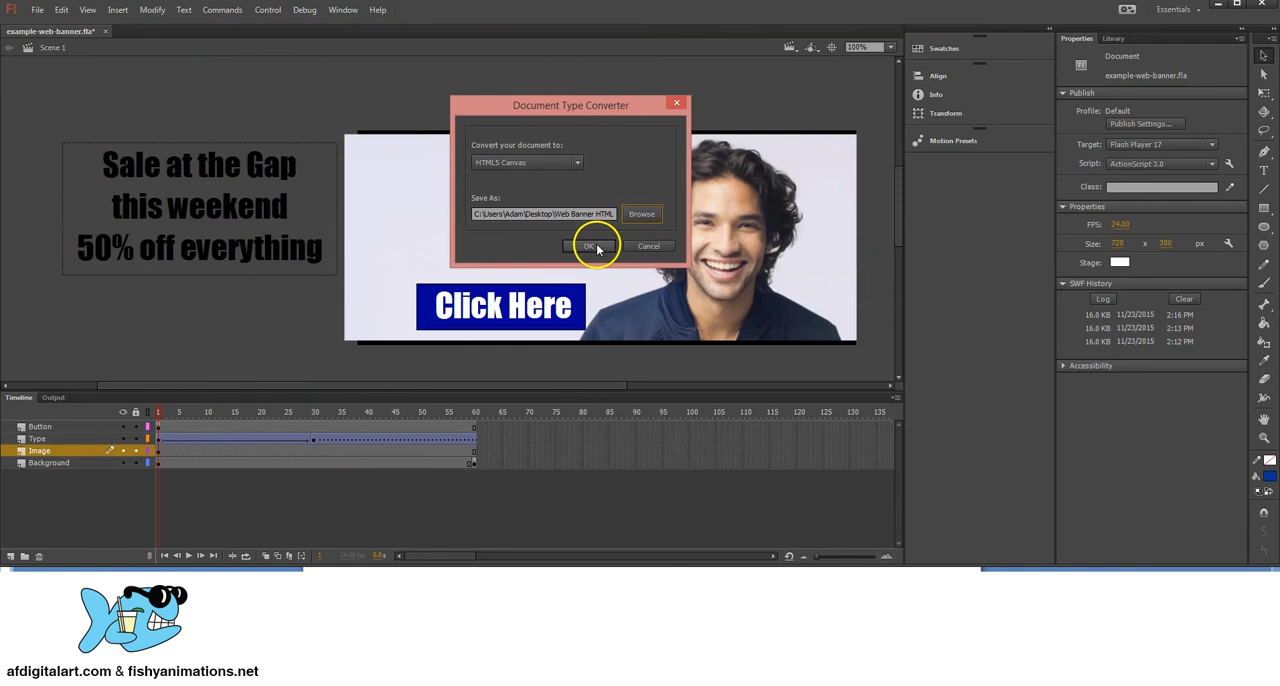 Fl File Edit View Insert Modify Text Commands Control Debug Window Help
Essentials
example-web-banner.fla* ×
Scene 1
100%
Sale at the Gap
this weekend
50% off everything
Click Here
Document Type Converter
Convert your document to:
HTML5 Canvas
Save As:
C:\Users\Adam\Desktop\Web Banner HTML
Browse
OK
Cancel
Swatches
Align
Info
Transform
Motion Presets
Properties Library
Document
example-web-banner.fla
Publish
Profile: Default
Publish Settings...
Target: Flash Player 17
Script: ActionScript 3.0
Class:
Properties
FPS: 24.00
Size: 720 x 300 px
Stage:
SWF History
Log Clear
16.0 KB 11/23/2015 2:16 PM
16.0 KB 11/23/2015 2:13 PM
16.0 KB 11/23/2015 2:12 PM
Accessibility
Timeline Output
1 5 10 15 20 25 30 35 40 45 50 55 60 65 70 75 80 85 90 95 100 105 110 115 120 125 130 135
Button
Type
Image
Background
1 24.00 fps 0.0s
afdigitalart.com & fishyanimations.net